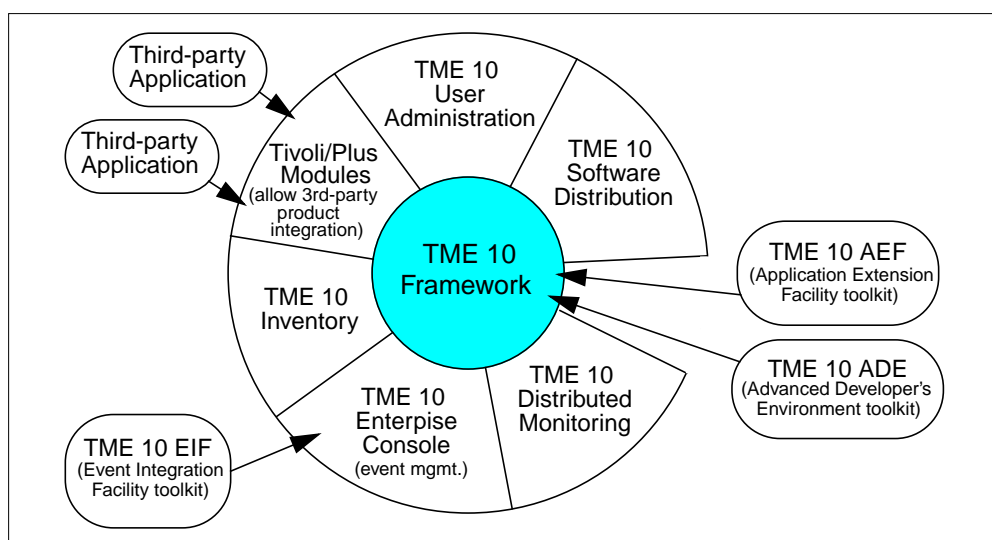 Third-party
Application
Third-party
Application
TME 10
User
Administration
TME 10
Software
Distribution
Tivoli/Plus
Modules
(allow 3rd-party
product
integration)
TME 10
Framework
TME 10 AEF
(Application Extension
Facility toolkit)
TME 10
Inventory
TME 10 ADE
(Advanced Developer's
Environment toolkit)
TME 10
Distributed
Monitoring
TME 10
Enterpise
Console
(event mgmt.)
TME 10 EIF
(Event Integration
Facility toolkit)